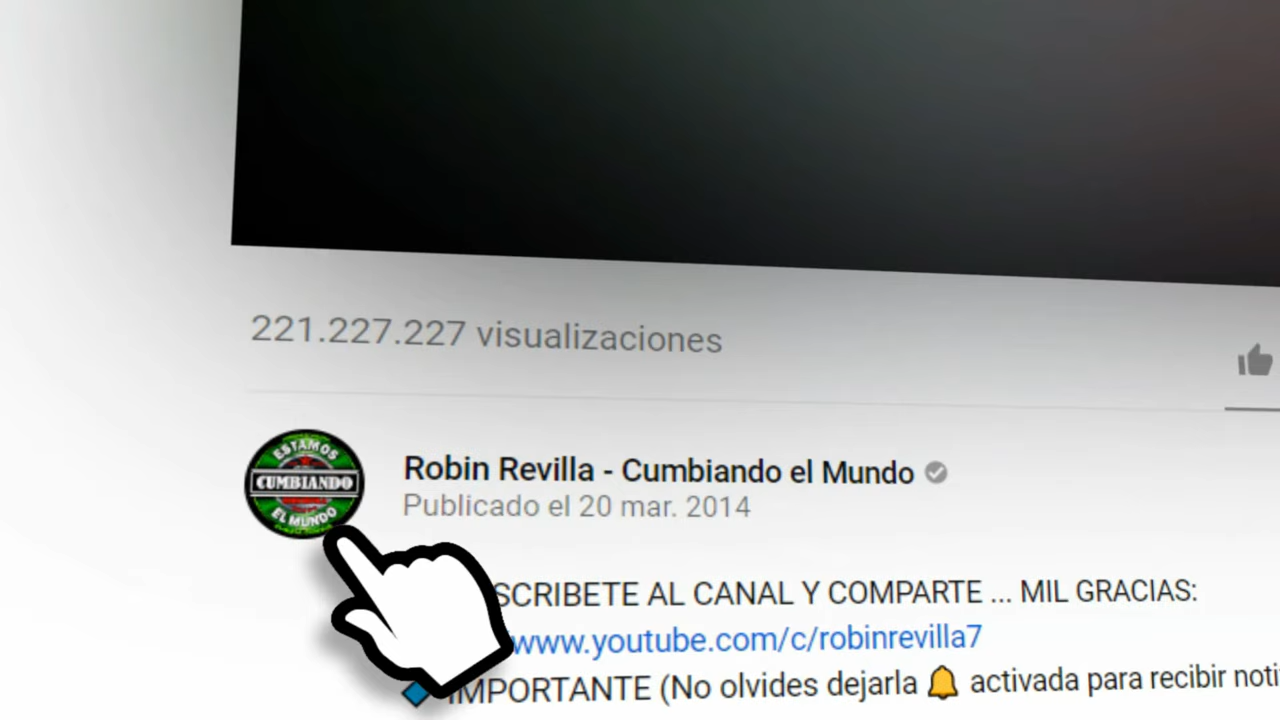 221.227.227 visualizaciones
ESTAMOS
CUMBIANDO
EL MUNDO
Robin Revilla - Cumbiando el Mundo
Publicado el 20 mar. 2014
SCRIBETE AL CANAL Y COMPARTE ... MIL GRACIAS:
www.youtube.com/c/robinrevilla7
IMPORTANTE (No olvides dejarla 🔔 activada para recibir noti